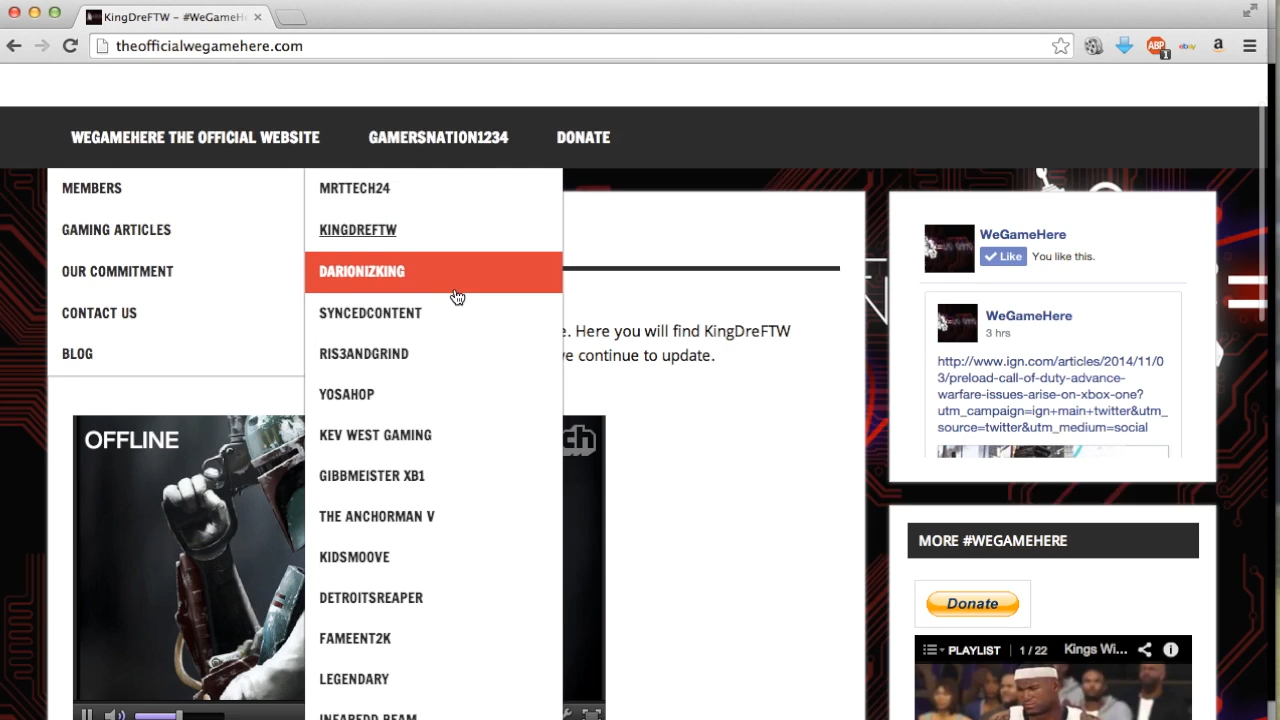 KingDreFTW – #WeGameH
theofficialwegamehere.com
ABP
1
ebay
a
WEGAMEHERE THE OFFICIAL WEBSITE
GAMERSNATION1234
DONATE
MEMBERS
GAMING ARTICLES
OUR COMMITMENT
CONTACT US
BLOG
MRTTECH24
KINGDREFTW
DARIONIZKING
SYNCEDCONTENT
RIS3ANDGRIND
YOSAHOP
KEV WEST GAMING
GIBBMEISTER XB1
THE ANCHORMAN V
KIDSMOOVE
DETROITSREAPER
FAMEENT2K
LEGENDARY
e. Here you will find KingDreFTW
e continue to update.
OFFLINE
ch
WeGameHere
Like You like this.
WeGameHere
3 hrs
http://www.ign.com/articles/2014/11/0
3/preload-call-of-duty-advance-
warfare-issues-arise-on-xbox-one?
utm_campaign=ign+main+twitter&utm_
source=twitter&utm_medium=social
MORE #WEGAMEHERE
Donate
PLAYLIST 1 / 22 Kings Wi...